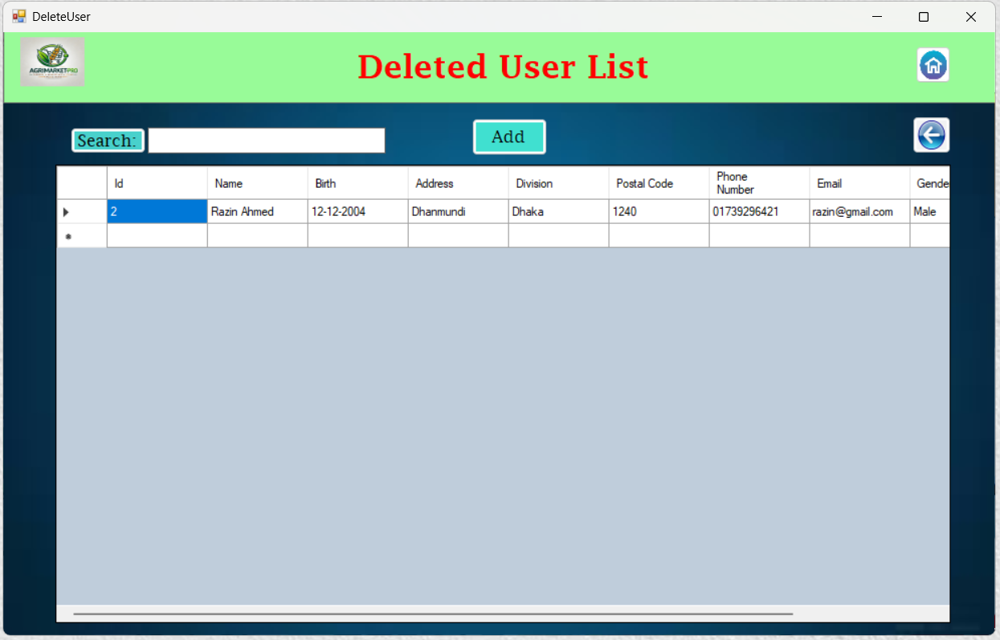 DeleteUser
AGRIMARKETPRO
Deleted User List
Search:
Add
Id Name Birth Address Division Postal Code Phone Number Email Gende
2 Razin Ahmed 12-12-2004 Dhanmundi Dhaka 1240 01739296421 razin@gmail.com Male